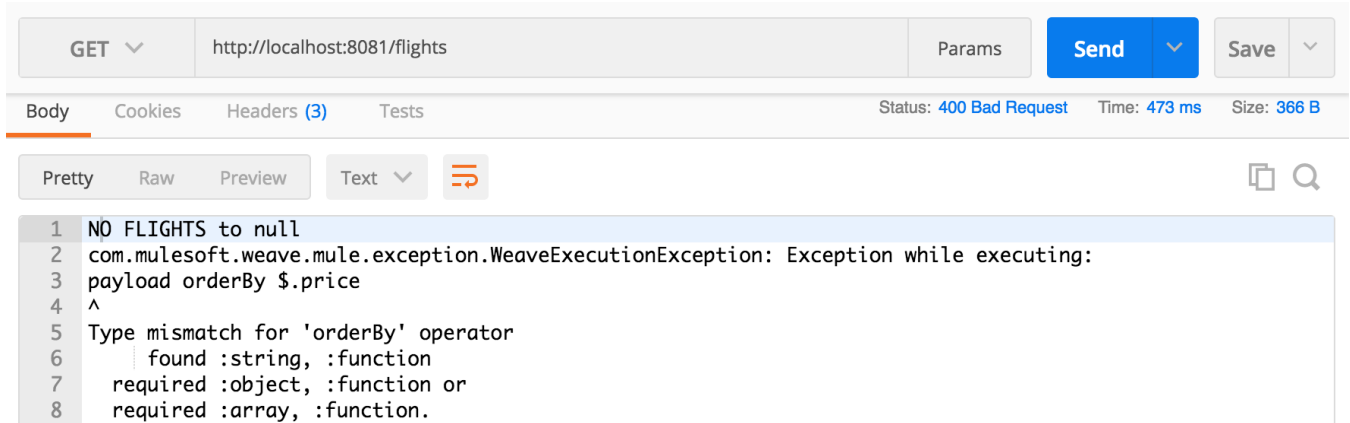 GET http://localhost:8081/flights Params Send Save
Body Cookies Headers (3) Tests Status: 400 Bad Request Time: 473 ms Size: 366 B
Pretty Raw Preview Text
1 NO FLIGHTS to null
2 com.mulesoft.weave.mule.exception.WeaveExecutionException: Exception while executing:
3 payload orderBy $.price
4 ^
5 Type mismatch for 'orderBy' operator
6 found :string, :function
7 required :object, :function or
8 required :array, :function.